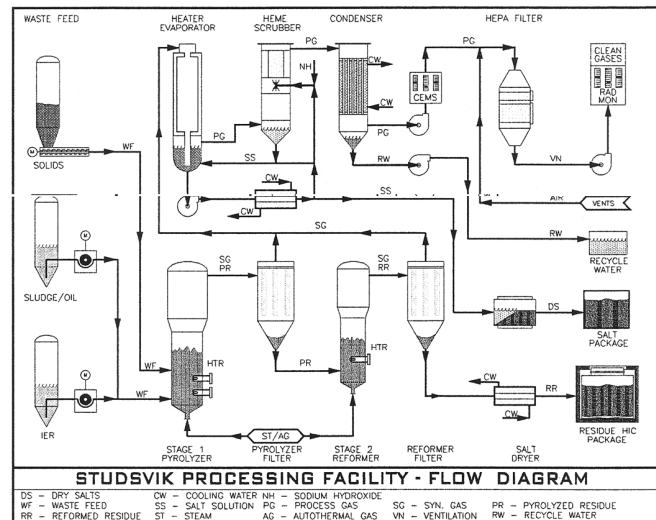 WASTE FEED
HEATER
EVAPORATOR
HEME
SCRUBBER
CONDENSER
HEPA FILTER
PG
PG
NH
CW
CLEAN
GASES
CEMS
RAD
MON
CW
PG
PG
M
SOLIDS
WF
SS
RW
VN
CW
SS
AIR
VENTS
CW
SG
RW
RECYCLE
WATER
M
SLUDGE/OIL
SG
PR
SG
RR
DS
SALT
PACKAGE
HTR
PR
HTR
WF
CW
RR
M
WF
WF
IER
CW
ST/AG
RESIDUE HIC
PACKAGE
STAGE 1
PYROLYZER
PYROLYZER
FILTER
STAGE 2
REFORMER
REFORMER
FILTER
SALT
DRYER
STUDSVIK PROCESSING FACILITY - FLOW DIAGRAM
DS - DRY SALTS CW - COOLING WATER NH - SODIUM HYDROXIDE
WF - WASTE FEED SS - SALT SOLUTION PG - PROCESS GAS SG - SYN. GAS PR - PYROLYZED RESIDUE
RR - REFORMED RESIDUE ST - STEAM AG - AUTOTHERMAL GAS VN - VENTILATION RW - RECYCLE WATER